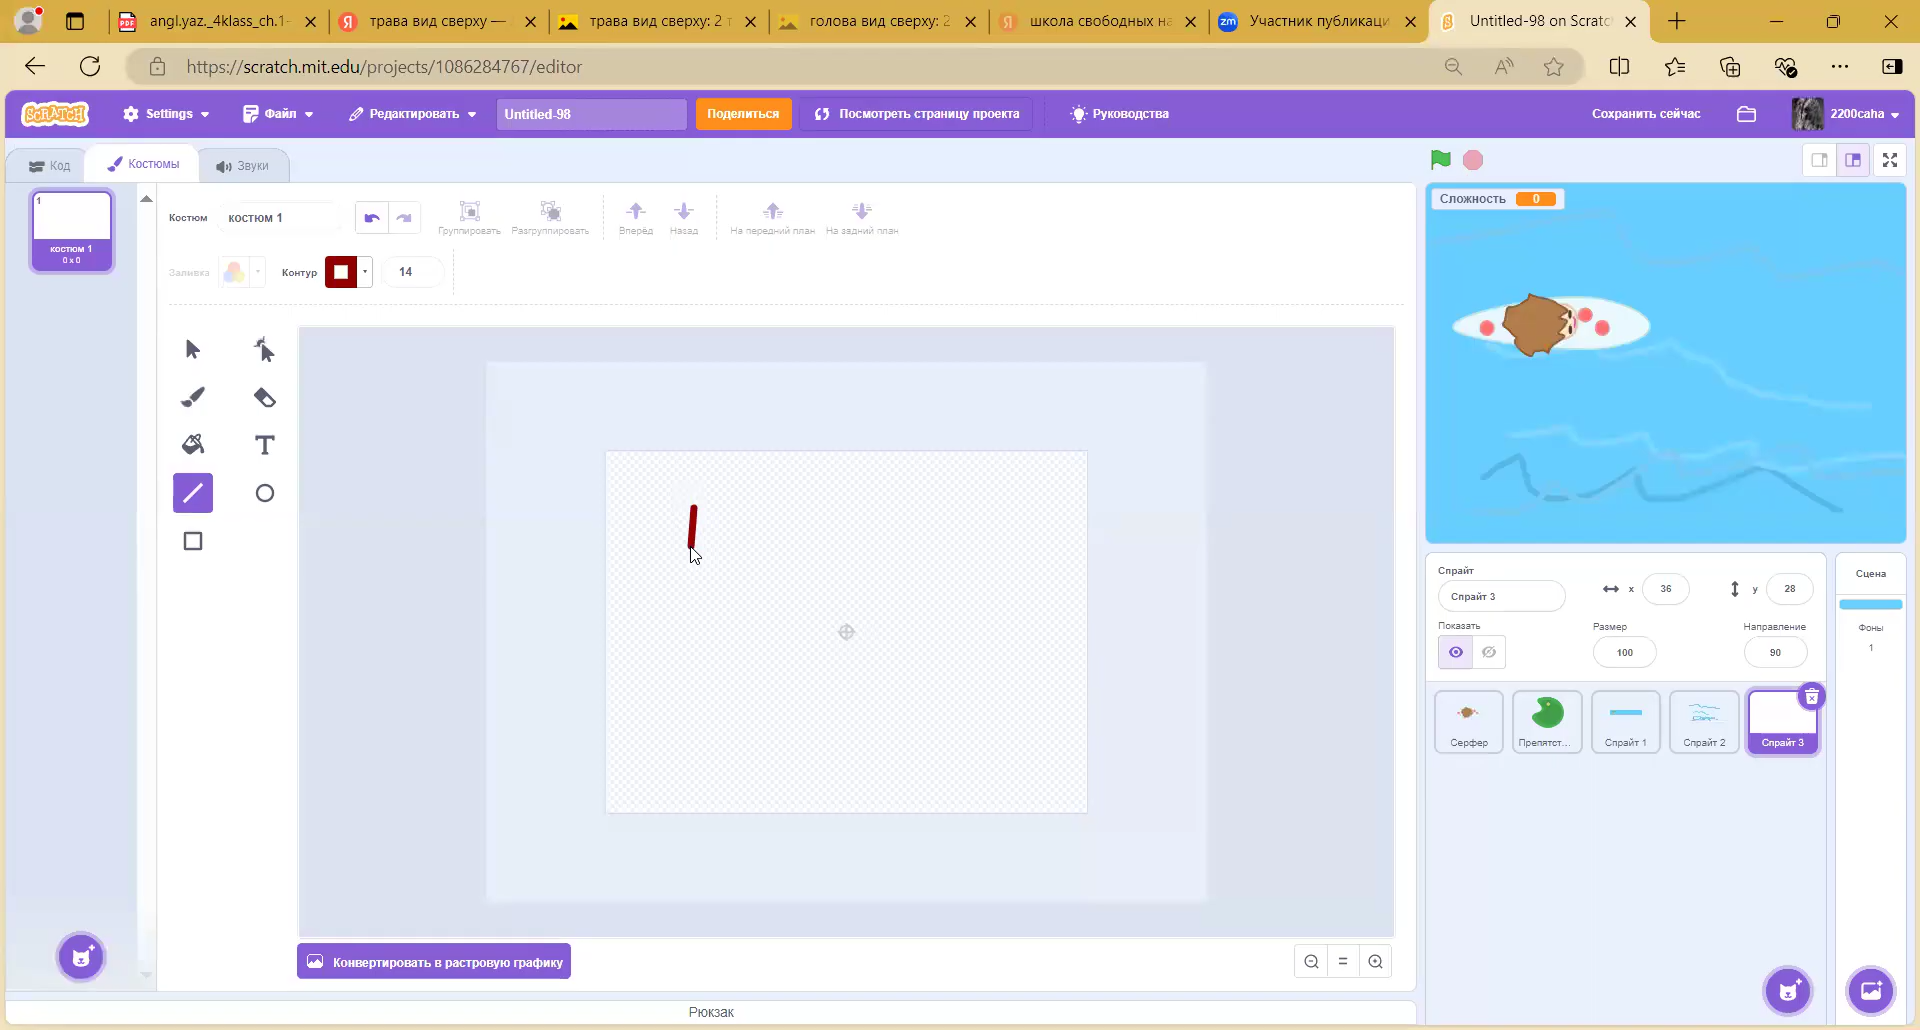 angl.yaz._4klass_ch.1-
трава вид сверху —
трава вид сверху: 2 т
голова вид сверху: 2
школа свободных на
zm
Участник публикаци
Untitled-98 on Scratc
https://scratch.mit.edu/projects/1086284767/editor
SCRATCH
Settings
Файл
Редактировать
Untitled-98
Поделиться
Посмотреть страницу проекта
Руководства
Сохранить сейчас
2200caha
Код
Костюмы
Звуки
1
костюм 1
0 x 0
Костюм
костюм 1
Группировать
Разгруппировать
Вперёд
Назад
На передний план
На задний план
Заливка
Контур
14
Сложность
0
Спрайт
Спрайт 3
x
36
y
28
Показать
Размер
100
Направление
90
Сцена
Фоны
1
Серфер
Препятст...
Спрайт 1
Спрайт 2
Спрайт 3
Конвертировать в растровую графику
Рюкзак